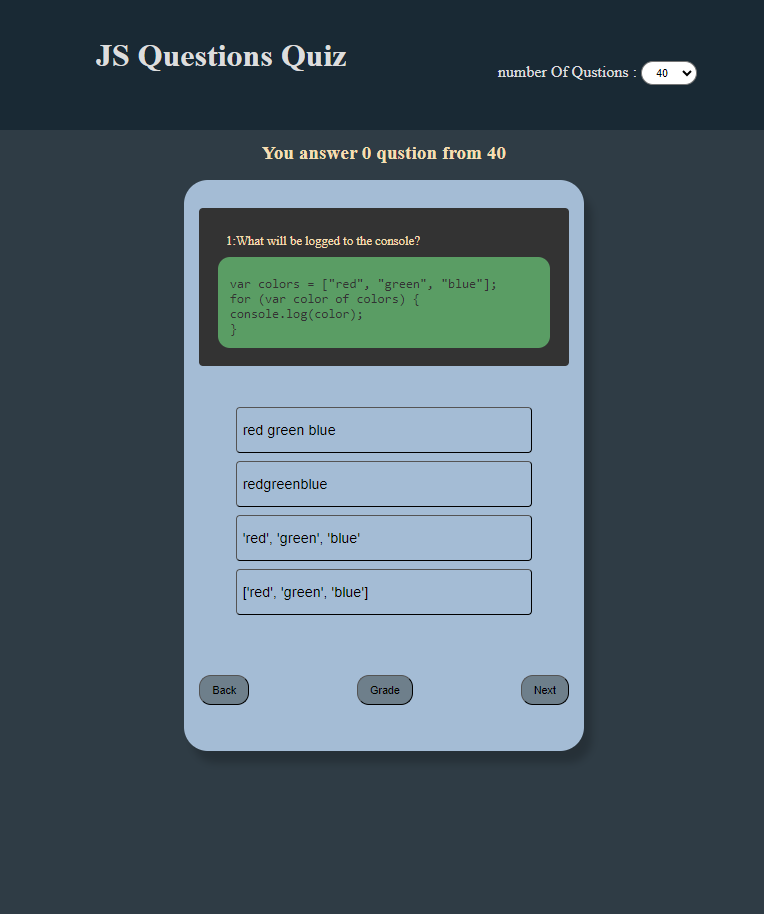 JS Questions Quiz
number Of Qustions : 40
You answer 0 qustion from 40
1:What will be logged to the console?
var colors = ["red", "green", "blue"];
for (var color of colors) {
console.log(color);
}
red green blue
redgreenblue
'red', 'green', 'blue'
['red', 'green', 'blue']
Back Grade Next